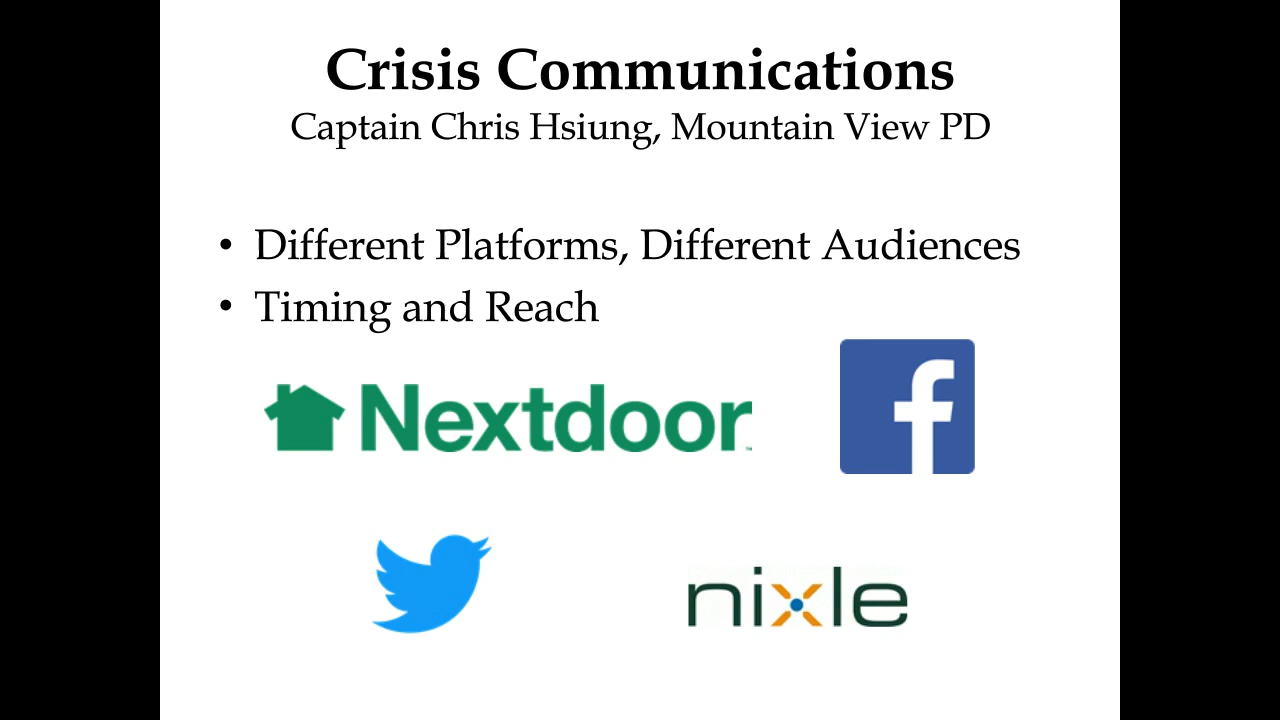 Crisis Communications
Captain Chris Hsiung, Mountain View PD
• Different Platforms, Different Audiences
• Timing and Reach
Nextdoor
f
nixle